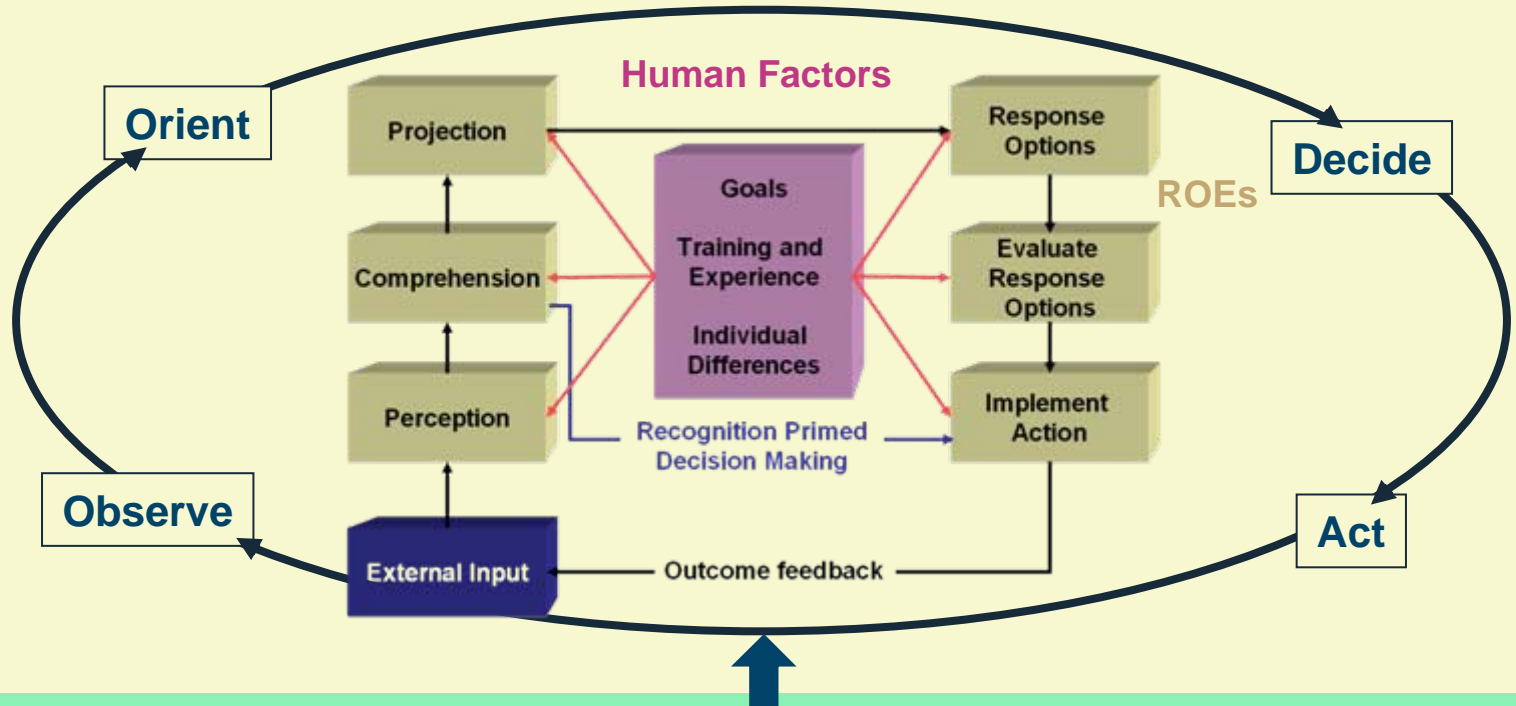 Human Factors
Orient
Projection
Response
Options
Decide
ROEs
Goals
Training and
Experience
Individual
Differences
Comprehension
Evaluate
Response
Options
Perception
Implement
Action
Recognition Primed
Decision Making
Observe
Act
External Input
Outcome feedback